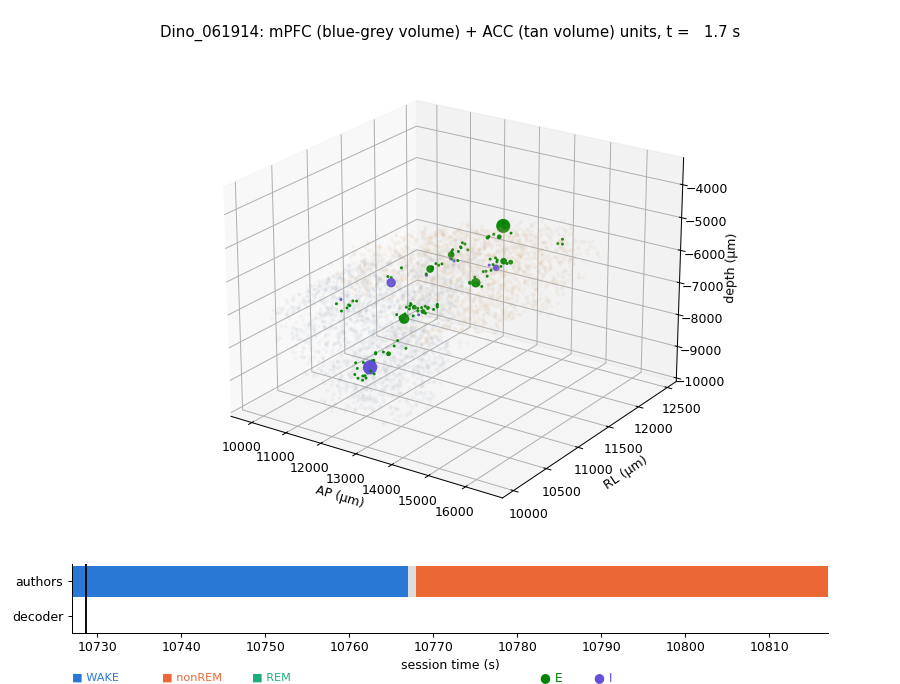 Dino_061914: mPFC (blue-grey volume) + ACC (tan volume) units, t =   1.7 s
−4000
−5000
−6000
−7000
−8000
−9000
−10000
depth (μm)
12500
12000
11500
11000
10500
10000
RL (μm)
10000
11000
12000
13000
14000
15000
16000
AP (μm)
authors
decoder
10730
10740
10750
10760
10770
10780
10790
10800
10810
session time (s)
WAKE
nonREM
REM
E
I